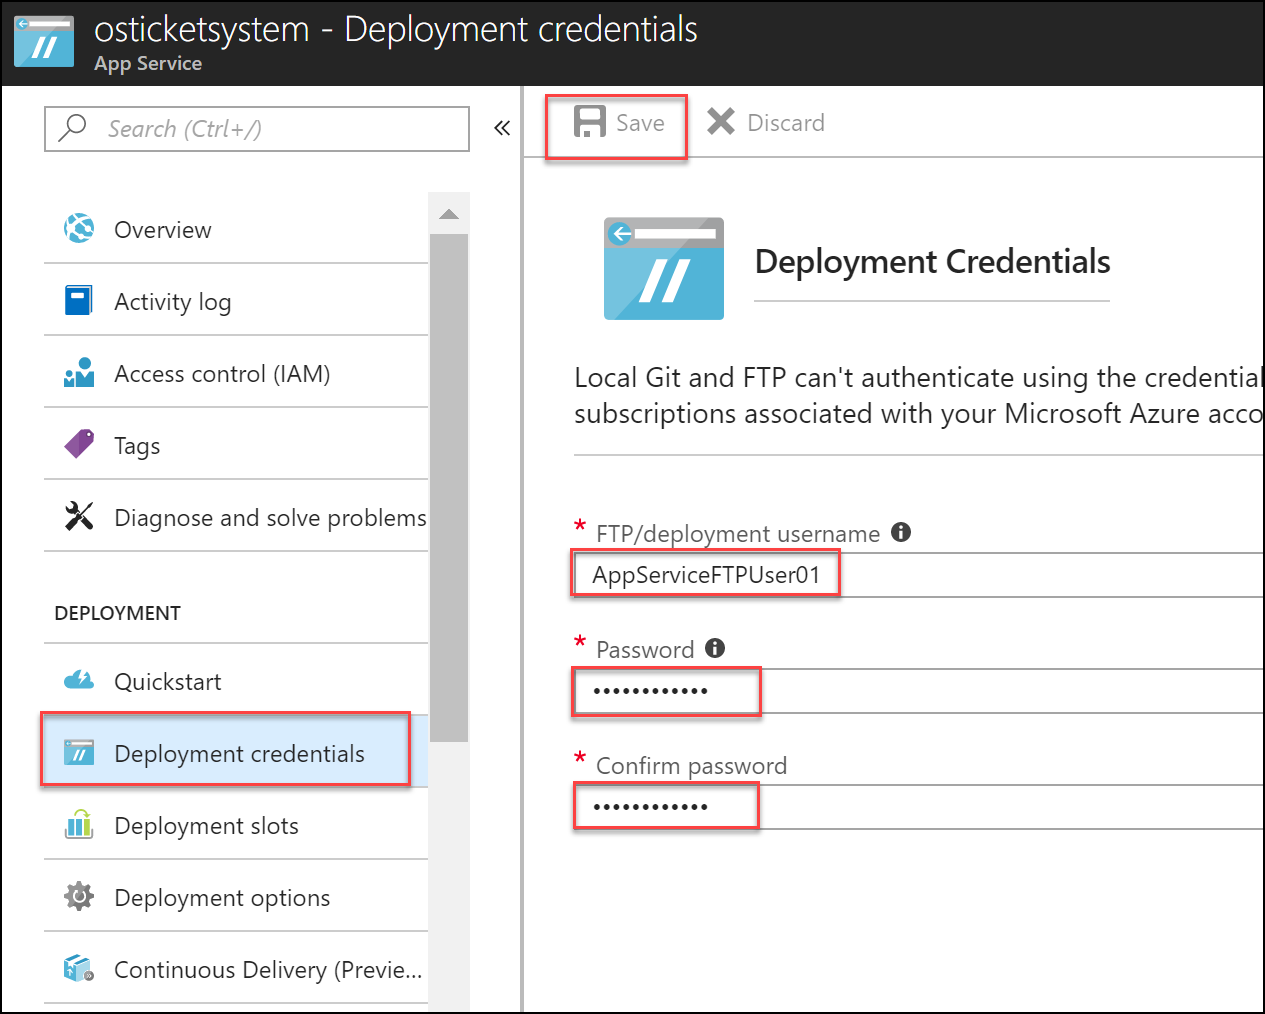 osticketsystem - Deployment credentials
App Service
Search (Ctrl+/)
«
Save
Discard
Overview
Activity log
Access control (IAM)
Tags
Diagnose and solve problems
DEPLOYMENT
Quickstart
Deployment credentials
Deployment slots
Deployment options
Continuous Delivery (Previe...
Deployment Credentials
Local Git and FTP can't authenticate using the credential
subscriptions associated with your Microsoft Azure acco
* FTP/deployment username
AppServiceFTPUser01
* Password
••••••••••••
* Confirm password
••••••••••••